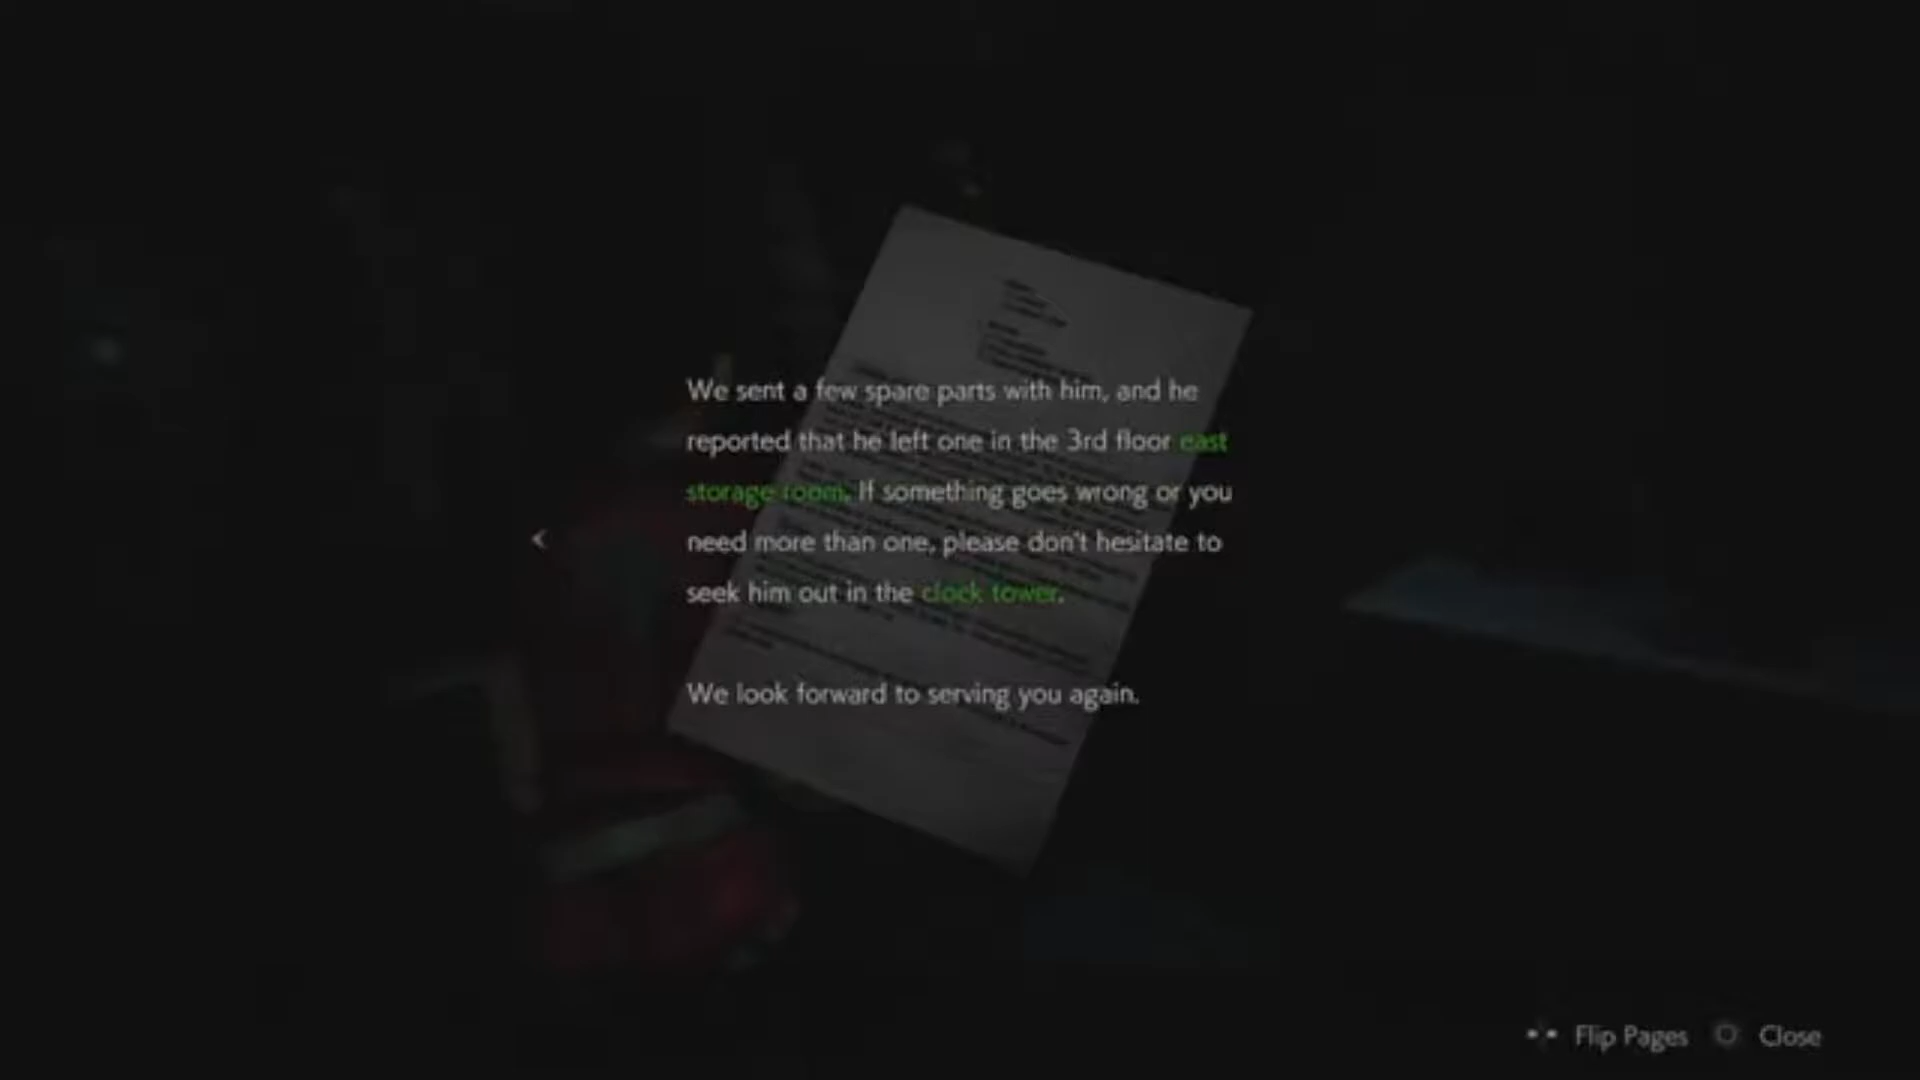 We sent a few spare parts with him, and he
reported that he left one in the 3rd floor east
storage room. If something goes wrong or you
need more than one, please don't hesitate to
seek him out in the clock tower.
We look forward to serving you again.
Flip Pages Close